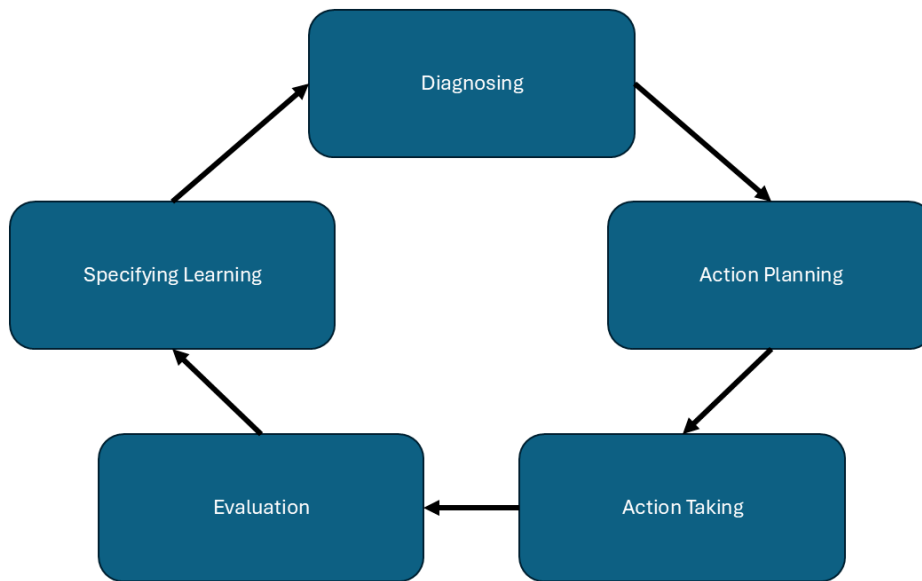 Diagnosing
Specifying Learning
Action Planning
Evaluation
Action Taking